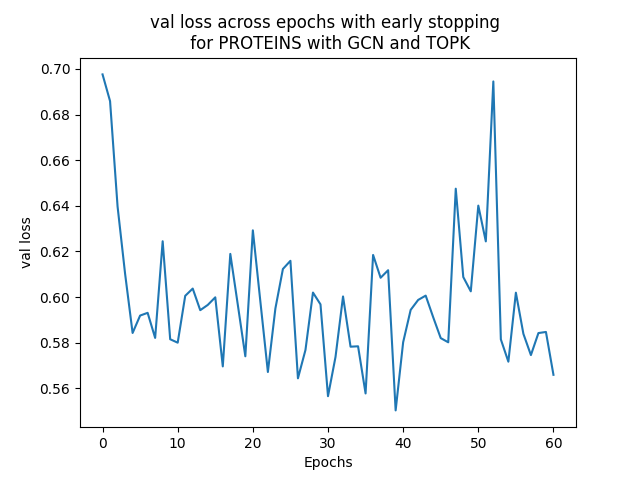 val loss across epochs with early stopping
for PROTEINS with GCN and TOPK
0.70
0.68
0.66
0.64
0.62
0.60
0.58
0.56
val loss
0 10 20 30 40 50 60
Epochs